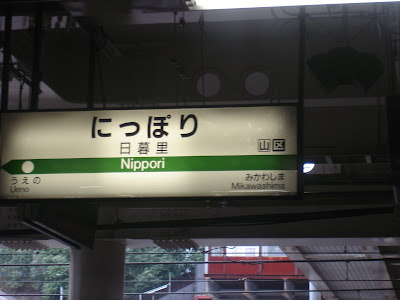 にっぽり
日暮里
山 区
Nippori
うえの
Ueno
みかわしま
Mikawashima